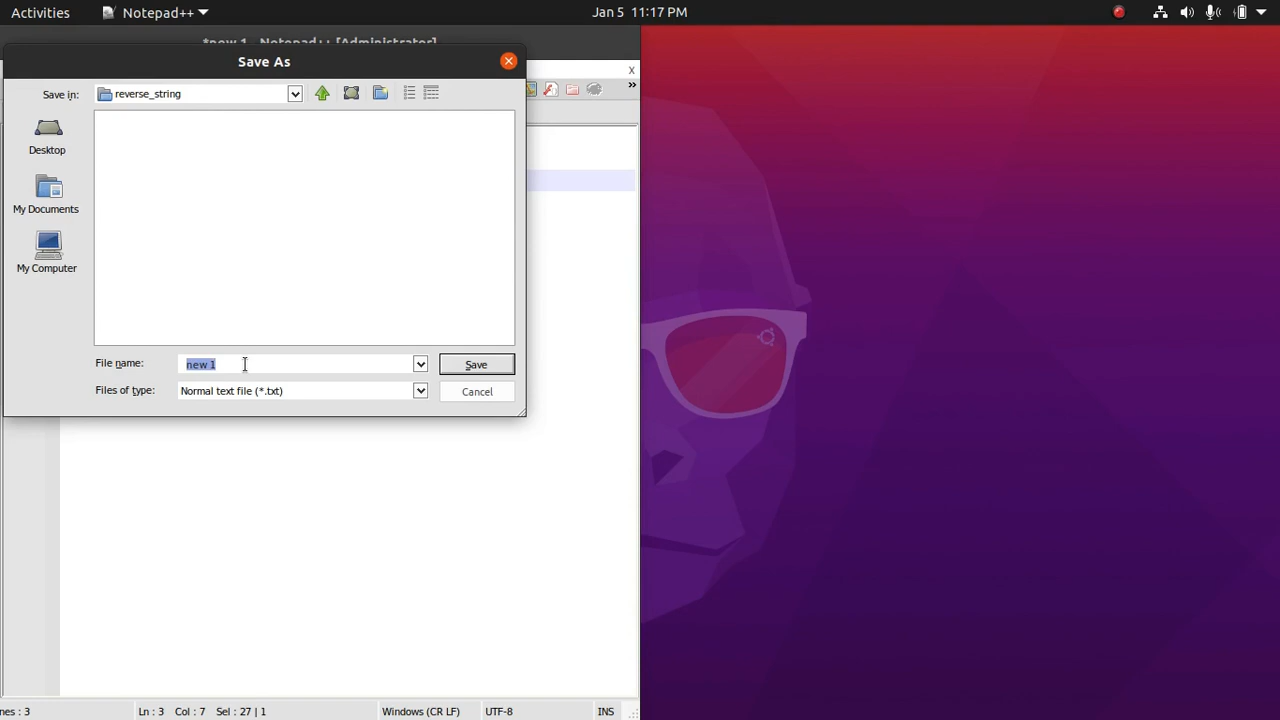 Activities Notepad++ Jan 5 11:17 PM
*new 1 - Notepad++ [Administrator]
Save As
x
Save in: reverse_string
»
Desktop
My Documents
My Computer
File name: new 1 Save
Files of type: Normal text file (*.txt) Cancel
nes : 3 Ln : 3 Col : 7 Sel : 27 | 1 Windows (CR LF) UTF-8 INS